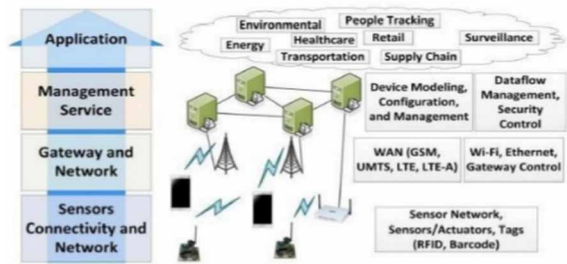 Application
Environmental
People Tracking
Energy
Healthcare
Retail
Surveillance
Transportation
Supply Chain
Management
Service
Device Modeling,
Configuration,
and Management
Dataflow
Management,
Security
Control
Gateway and
Network
WAN (GSM,
UMTS, LTE, LTE-A)
Wi-Fi, Ethernet,
Gateway Control
Sensors
Connectivity and
Network
Sensor Network,
Sensors/Actuators, Tags
(RFID, Barcode)